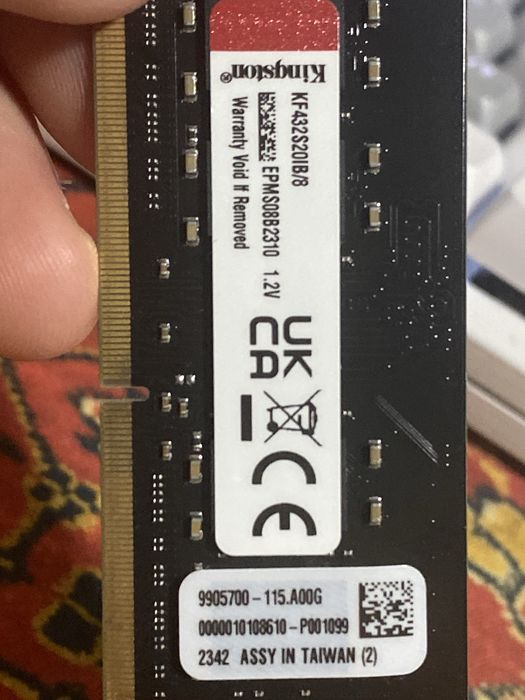 Kingston®
KF432S20IB/8
EPMS08B2310 1.2V
Warranty Void If Removed
UK
CA
CE
9905700-115.A00G
0000010108610-P001099
2342 ASSY IN TAIWAN (2)